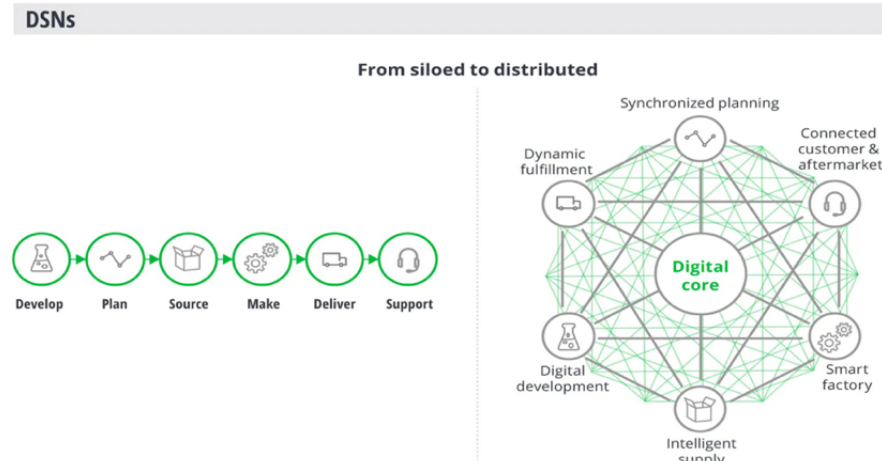 DSNs
From siloed to distributed
Develop
Plan
Source
Make
Deliver
Support
Synchronized planning
Connected
customer &
aftermarket
Dynamic
fulfillment
Digital
core
Digital
development
Smart
factory
Intelligent
supply